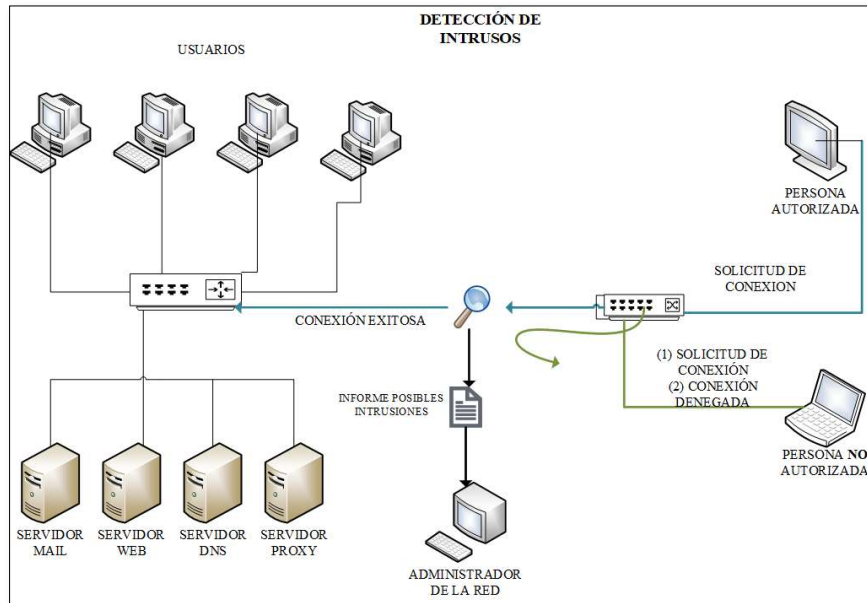 DETECCIÓN DE
INTRUSOS
USUARIOS
PERSONA
AUTORIZADA
SOLICITUD DE
CONEXION
CONEXIÓN EXITOSA
(1) SOLICITUD DE
CONEXIÓN
(2) CONEXIÓN
DENEGADA
INFORME POSIBLES
INTRUSIONES
PERSONA NO
AUTORIZADA
SERVIDOR
MAIL
SERVIDOR
WEB
SERVIDOR
DNS
SERVIDOR
PROXY
ADMINISTRADOR
DE LA RED